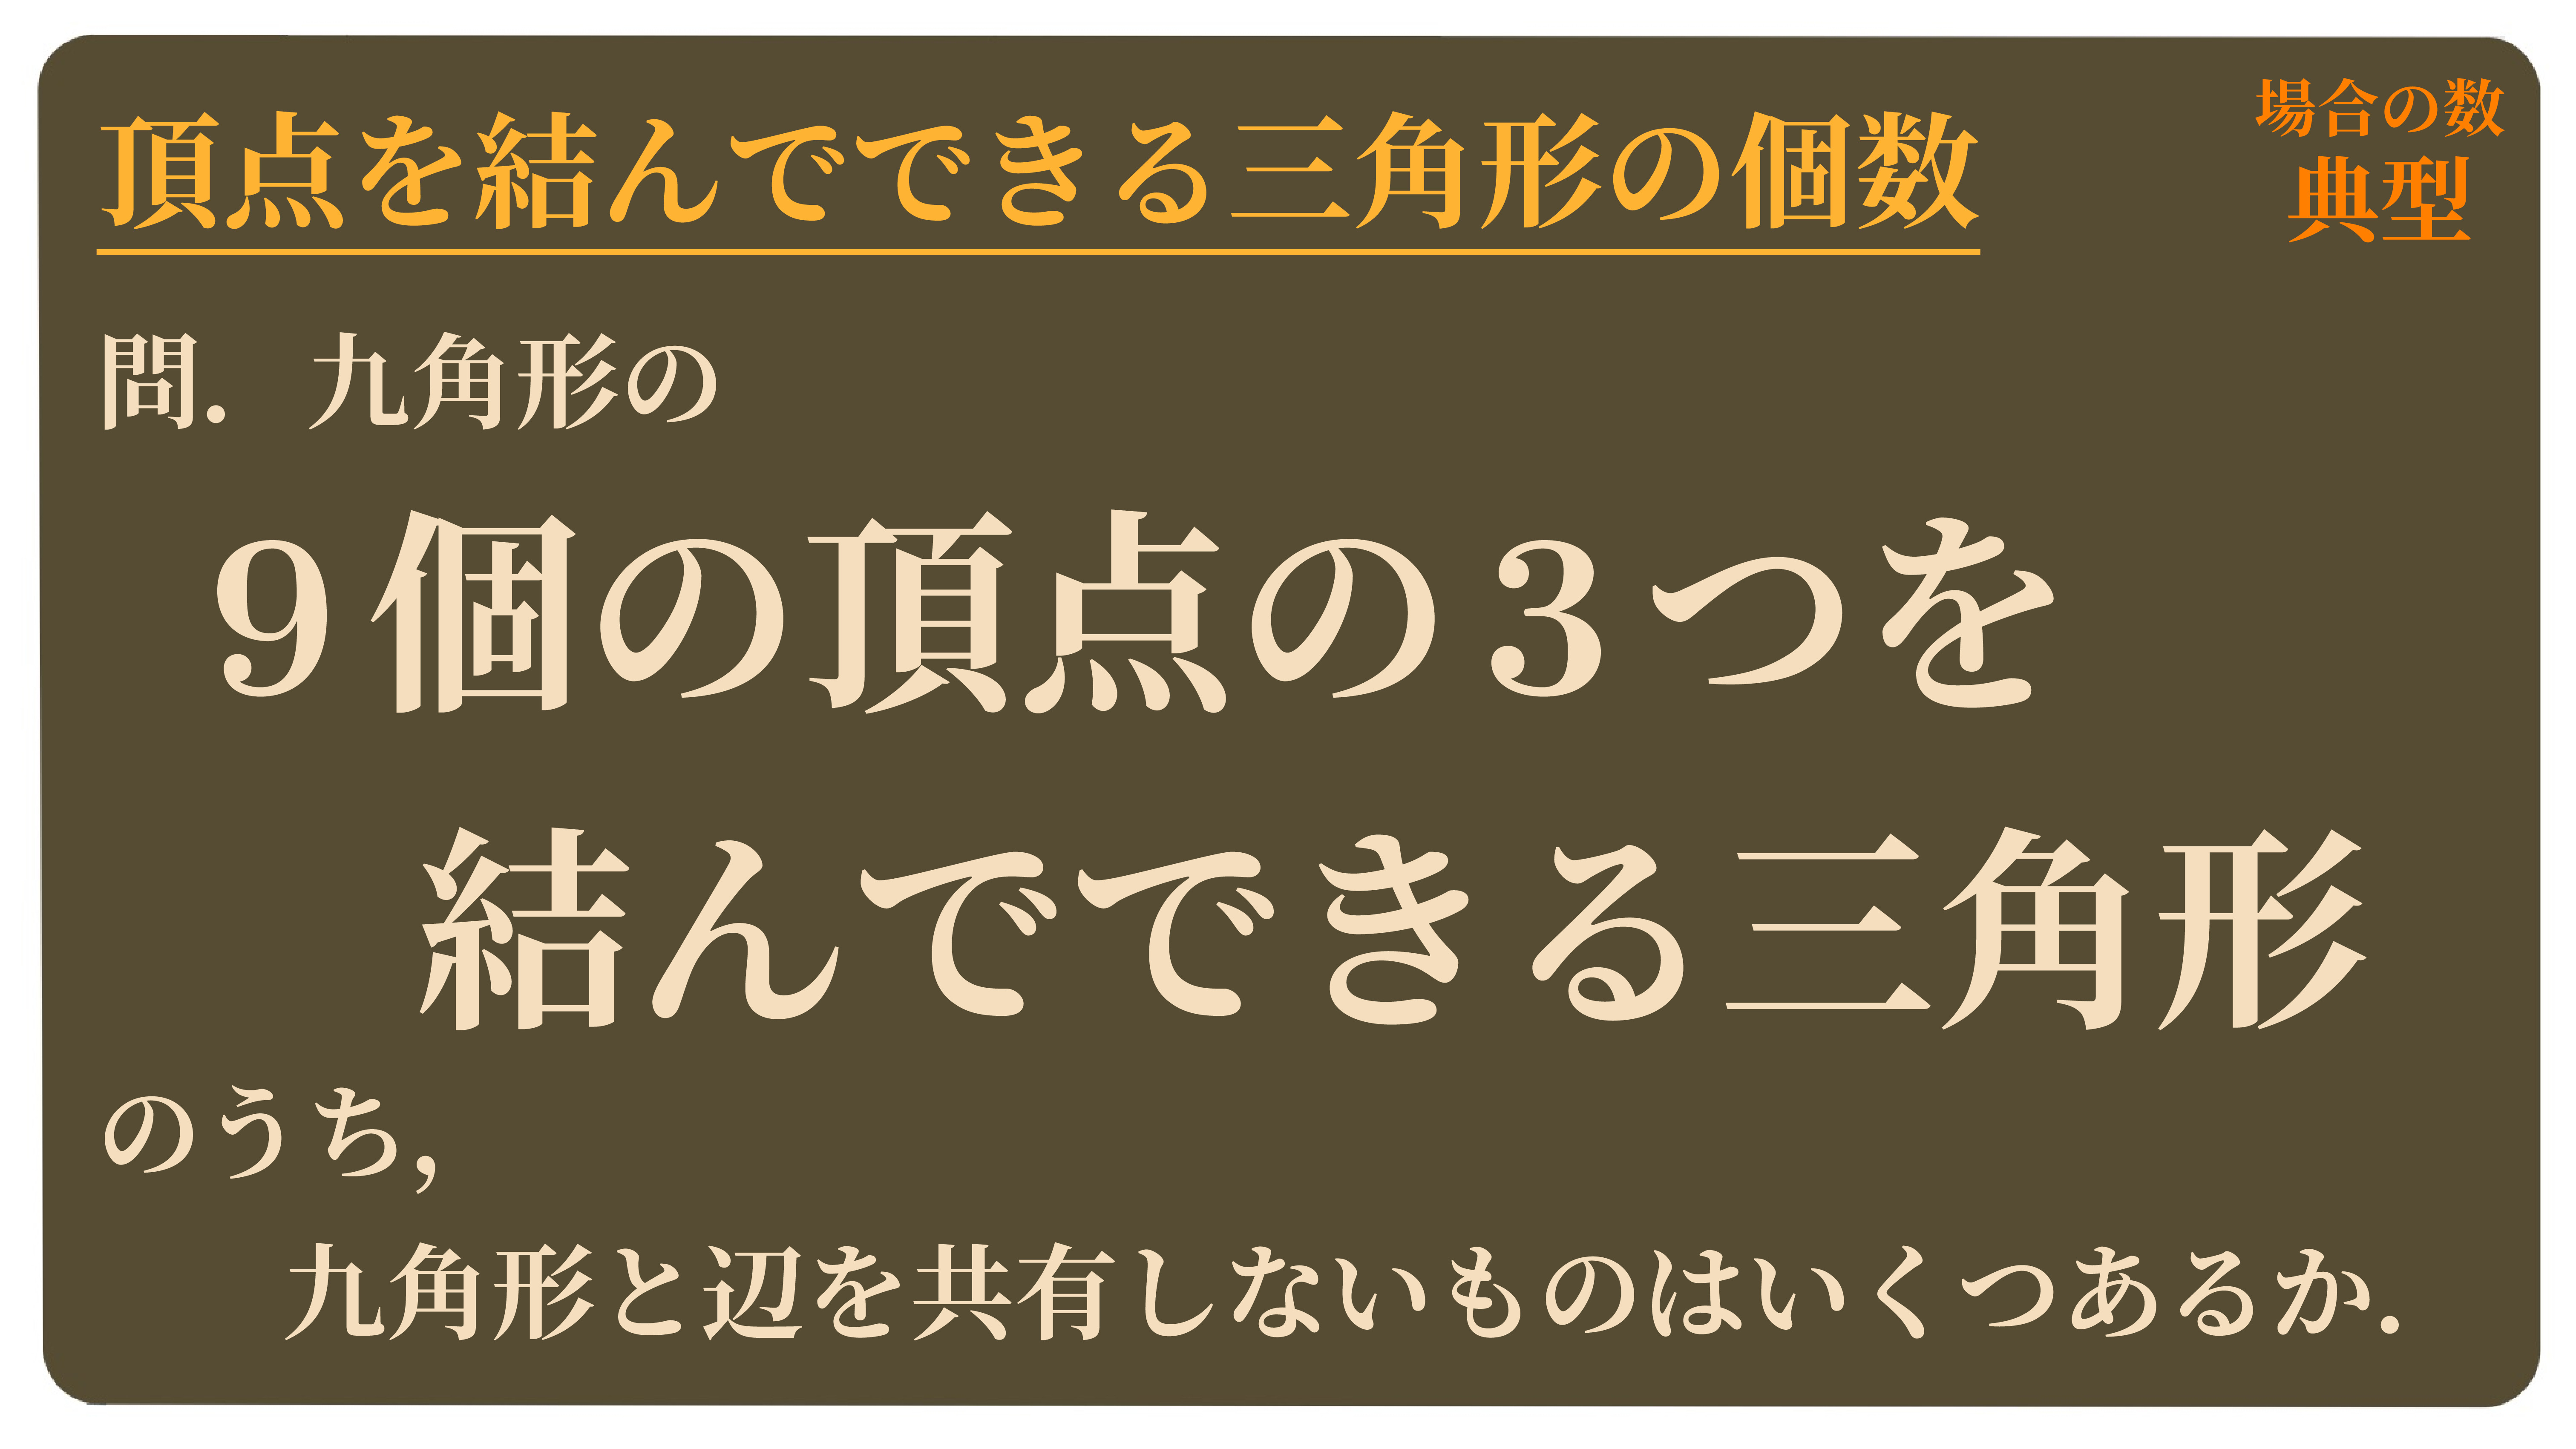 頂点を結んでできる三角形の個数
場合の数
典型
問. 九角形の
9個の頂点の3つを
結んでできる三角形
のうち,
九角形と辺を共有しないものはいくつあるか.